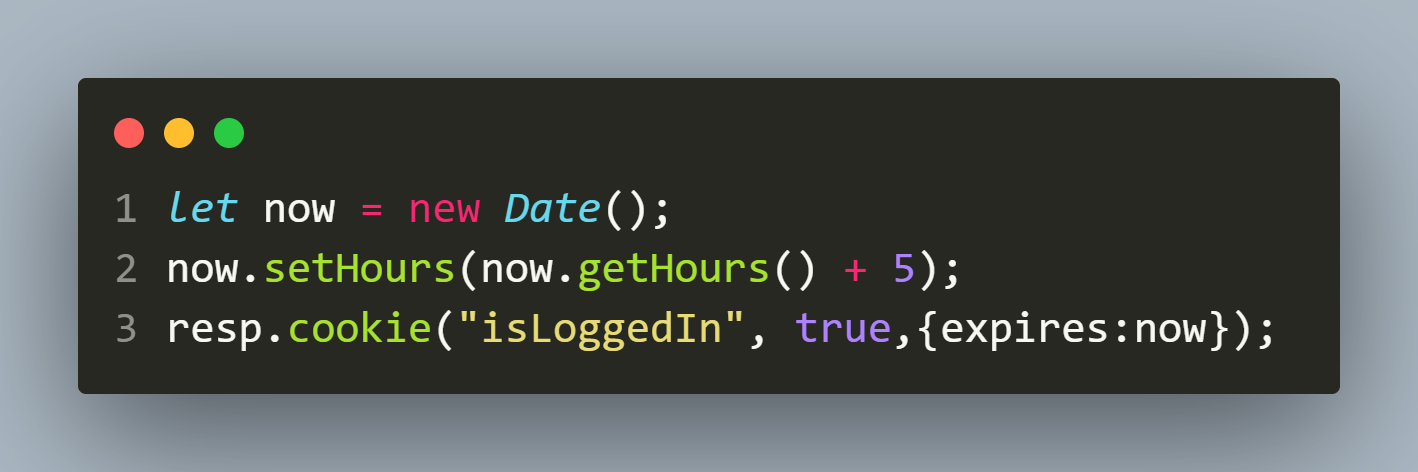 1 let now = new Date();
2 now.setHours(now.getHours() + 5);
3 resp.cookie("isLoggedIn", true,{expires:now});